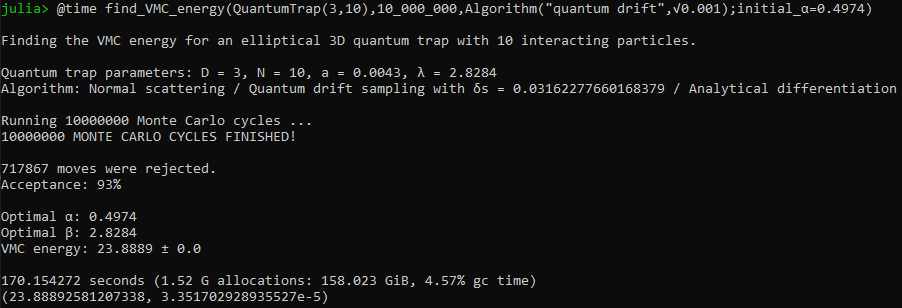 julia> @time find_VMC_energy(QuantumTrap(3,10),10_000_000,Algorithm("quantum drift",√0.001);initial_α=0.4974)
Finding the VMC energy for an elliptical 3D quantum trap with 10 interacting particles.
Quantum trap parameters: D = 3, N = 10, a = 0.0043, λ = 2.8284
Algorithm: Normal scattering / Quantum drift sampling with δs = 0.03162277660168379 / Analytical differentiation
Running 10000000 Monte Carlo cycles ...
10000000 MONTE CARLO CYCLES FINISHED!
717867 moves were rejected.
Acceptance: 93%
Optimal α: 0.4974
Optimal β: 2.8284
VMC energy: 23.8889 ± 0.0
170.154272 seconds (1.52 G allocations: 158.023 GiB, 4.57% gc time)
(23.88892581207338, 3.351702928935527e-5)